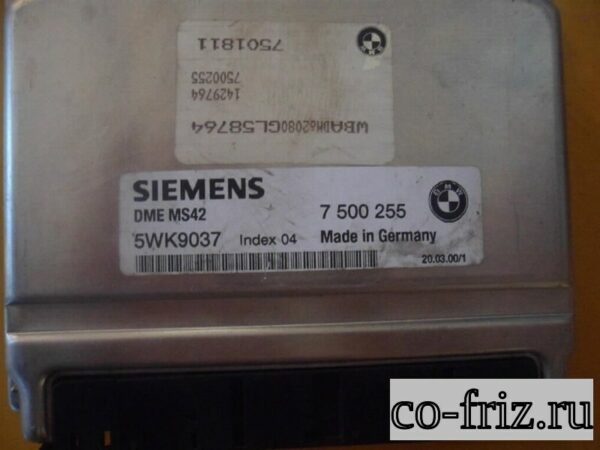 7501811
7500255
1429764
WBADM62080GL58764
SIEMENS
DME MS42
7 500 255
BMW
5WK9037 Index 04 Made in Germany
20.03.00/1
co-friz.ru